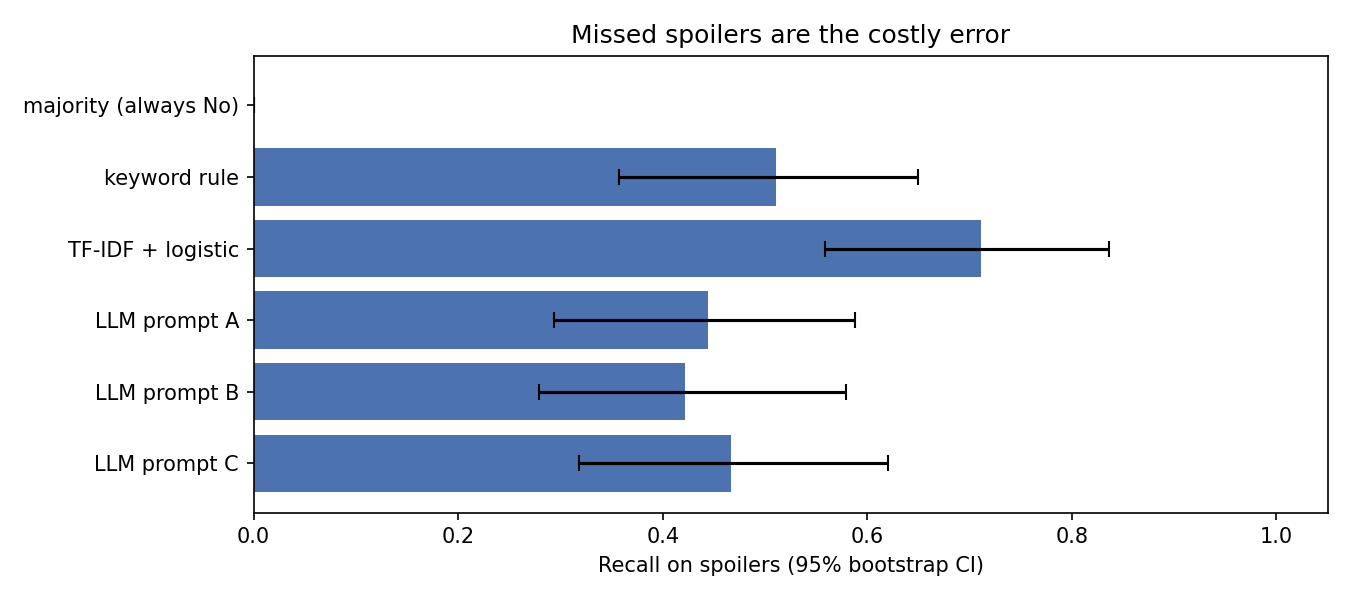 Missed spoilers are the costly error
majority (always No)
keyword rule
TF-IDF + logistic
LLM prompt A
LLM prompt B
LLM prompt C
0.0 0.2 0.4 0.6 0.8 1.0
Recall on spoilers (95% bootstrap CI)